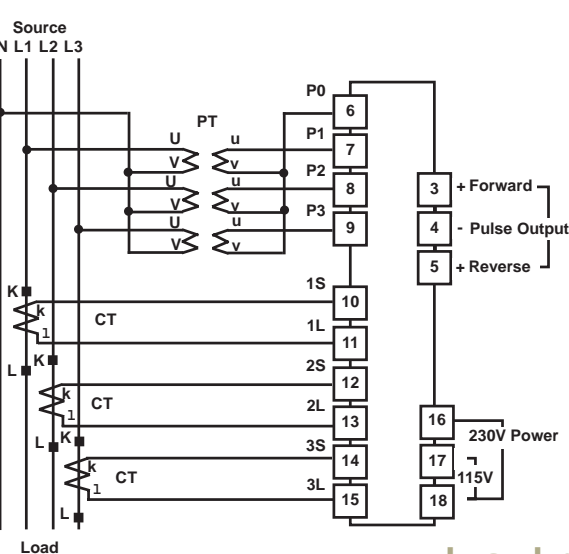 Source
N L1 L2 L3
P0
6
PT
P1
U
u
7
V
v
P2
U
u
8
3
+ Forward
V
v
P3
U
u
9
4
- Pulse Output
V
v
5
+ Reverse
1S
K
10
k
CT
l
1L
11
L
K
2S
12
k
CT
l
2L
13
16
230V Power
L
K
3S
14
17
k
CT
115V
l
3L
15
18
L
Load